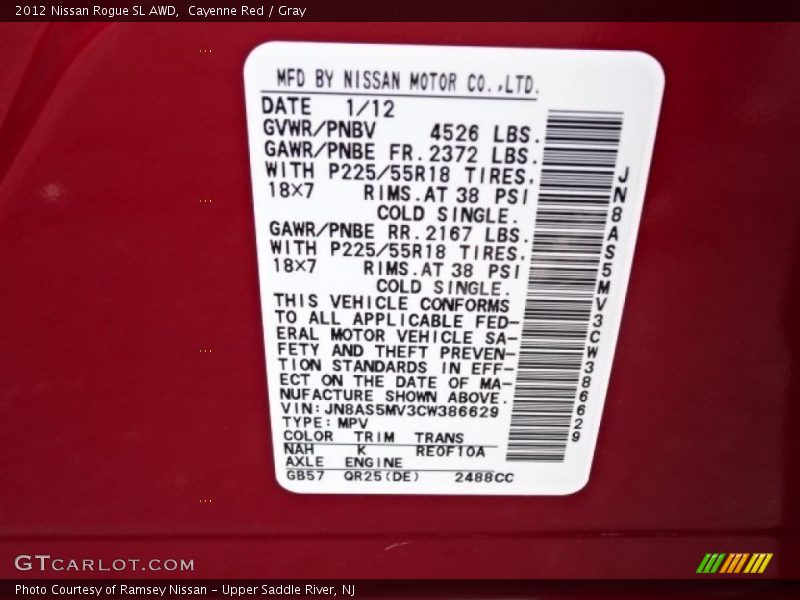 2012 Nissan Rogue SL AWD,  Cayenne Red / Gray
MFD BY NISSAN MOTOR CO.,LTD.
DATE 1/12
GVWR/PNBV 4526 LBS.
GAWR/PNBE FR.2372 LBS.
WITH P225/55R18 TIRES,
18X7 RIMS.AT 38 PSI
COLD SINGLE.
GAWR/PNBE RR.2167 LBS.
WITH P225/55R18 TIRES,
18X7 RIMS.AT 38 PSI
COLD SINGLE.
THIS VEHICLE CONFORMS
TO ALL APPLICABLE FED-
ERAL MOTOR VEHICLE SA-
FETY AND THEFT PREVEN-
TION STANDARDS IN EFF-
ECT ON THE DATE OF MA-
NUFACTURE SHOWN ABOVE.
VIN:JN8AS5MV3CW386629
TYPE:MPV
COLOR TRIM TRANS
NAH K RE0F10A
AXLE ENGINE
GB57 QR25(DE) 2488CC
JN8AS5MV3CW386629
GTCARLOT.COM
Photo Courtesy of Ramsey Nissan - Upper Saddle River, NJ